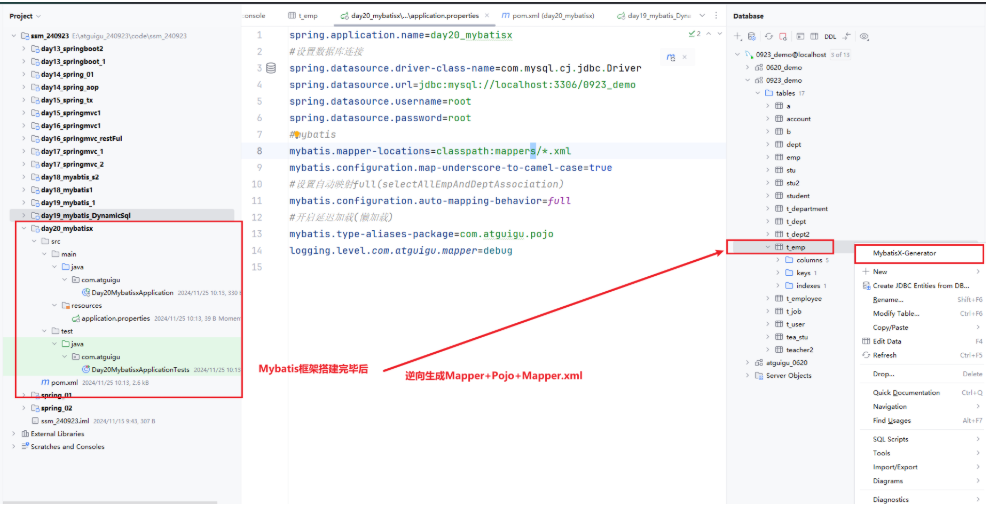 Project
ssm_240923 E:\atguigu_240923\code\ssm_240923
day13_springboot2
day13_springboot_1
day14_spring_01
day14_spring_aop
day15_spring_tx
day15_springmvc1
day16_springmvc1
day16_springmvc_restFul
day17_springmvc_1
day17_springmvc_2
day18_myabtis_s2
day18_mybatis1
day19_mybatis_1
day19_mybatis_DynamicSql
day20_mybatisx
src
main
java
com.atguigu
Day20MybatisxApplication 2024/11/25 10:13, 330
resources
application.properties 2024/11/25 10:13, 39 B Momen
test
java
com.atguigu
Day20MybatisxApplicationTests 2024/11/25 10:13
pom.xml 2024/11/25 10:13, 2.6 kB
spring_01
spring_02
ssm_240923.iml 2024/11/13 9:43, 307 B
External Libraries
Scratches and Consoles
console
t_emp
day20_mybatisx\...\application.properties
pom.xml (day20_mybatisx)
day19_mybatis_Dyna
1 spring.application.name=day20_mybatisx
2 #设置数据库连接
3 spring.datasource.driver-class-name=com.mysql.cj.jdbc.Driver
4 spring.datasource.url=jdbc:mysql://localhost:3306/0923_demo
5 spring.datasource.username=root
6 spring.datasource.password=root
7 #mybatis
8 mybatis.mapper-locations=classpath:mappers/*.xml
9 mybatis.configuration.map-underscore-to-camel-case=true
10 #设置自动映射full(selectAllEmpAndDeptAssociation)
11 mybatis.configuration.auto-mapping-behavior=full
12 #开启延迟加载(懒加载)
13 mybatis.type-aliases-package=com.atguigu.pojo
14 logging.level.com.atguigu.mapper=debug
15
2
Mybatis框架搭建完毕后
逆向生成Mapper+Pojo+Mapper.xml
Database
DDL
0923_demo@localhost 3 of 13
0620_demo
0923_demo
tables 17
a
account
b
dept
emp
stu
stu2
student
t_department
t_dept
t_dept2
t_emp
columns 5
keys 1
indexes 1
t_employee
t_job
t_user
tea_stu
teacher2
atguigu_0620
Server Objects
MybatisX-Generator
New
Create JDBC Entities from DB...
Rename... Shift+F6
Modify Table... Ctrl+F6
Copy/Paste
Edit Data F4
Refresh Ctrl+F5
Drop... Delete
Quick Documentation Ctrl+Q
Navigation
Find Usages Alt+F7
SQL Scripts
Tools
Import/Export
Diagrams
Diagnostics